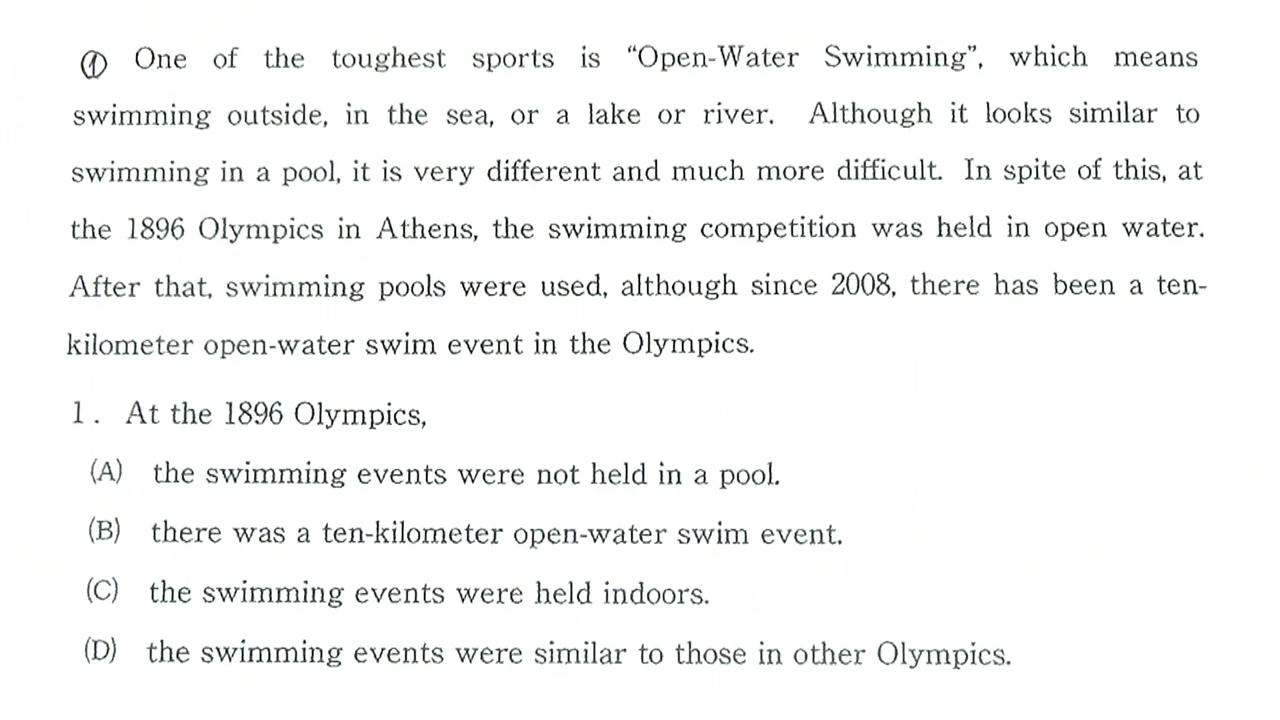 ① One of the toughest sports is “Open-Water Swimming”, which means
swimming outside, in the sea, or a lake or river. Although it looks similar to
swimming in a pool, it is very different and much more difficult. In spite of this, at
the 1896 Olympics in Athens, the swimming competition was held in open water.
After that, swimming pools were used, although since 2008, there has been a ten-
kilometer open-water swim event in the Olympics.
1. At the 1896 Olympics,
(A) the swimming events were not held in a pool.
(B) there was a ten-kilometer open-water swim event.
(C) the swimming events were held indoors.
(D) the swimming events were similar to those in other Olympics.